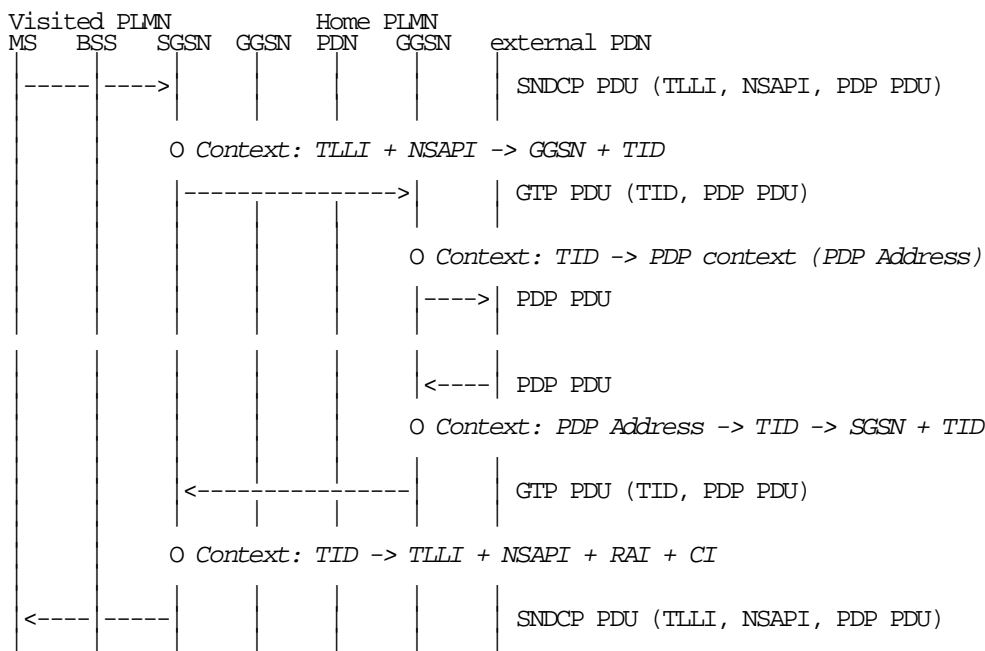 Visited PLMN Home PLMN
MS BSS SGSN GGSN PDN GGSN external PDN
SNDCP PDU (TLLI, NSAPI, PDP PDU)
O Context: TLLI + NSAPI -> GGSN + TID
GTP PDU (TID, PDP PDU)
O Context: TID -> PDP context (PDP Address)
PDP PDU
PDP PDU
O Context: PDP Address -> TID -> SGSN + TID
GTP PDU (TID, PDP PDU)
O Context: TID -> TLLI + NSAPI + RAI + CI
SNDCP PDU (TLLI, NSAPI, PDP PDU)